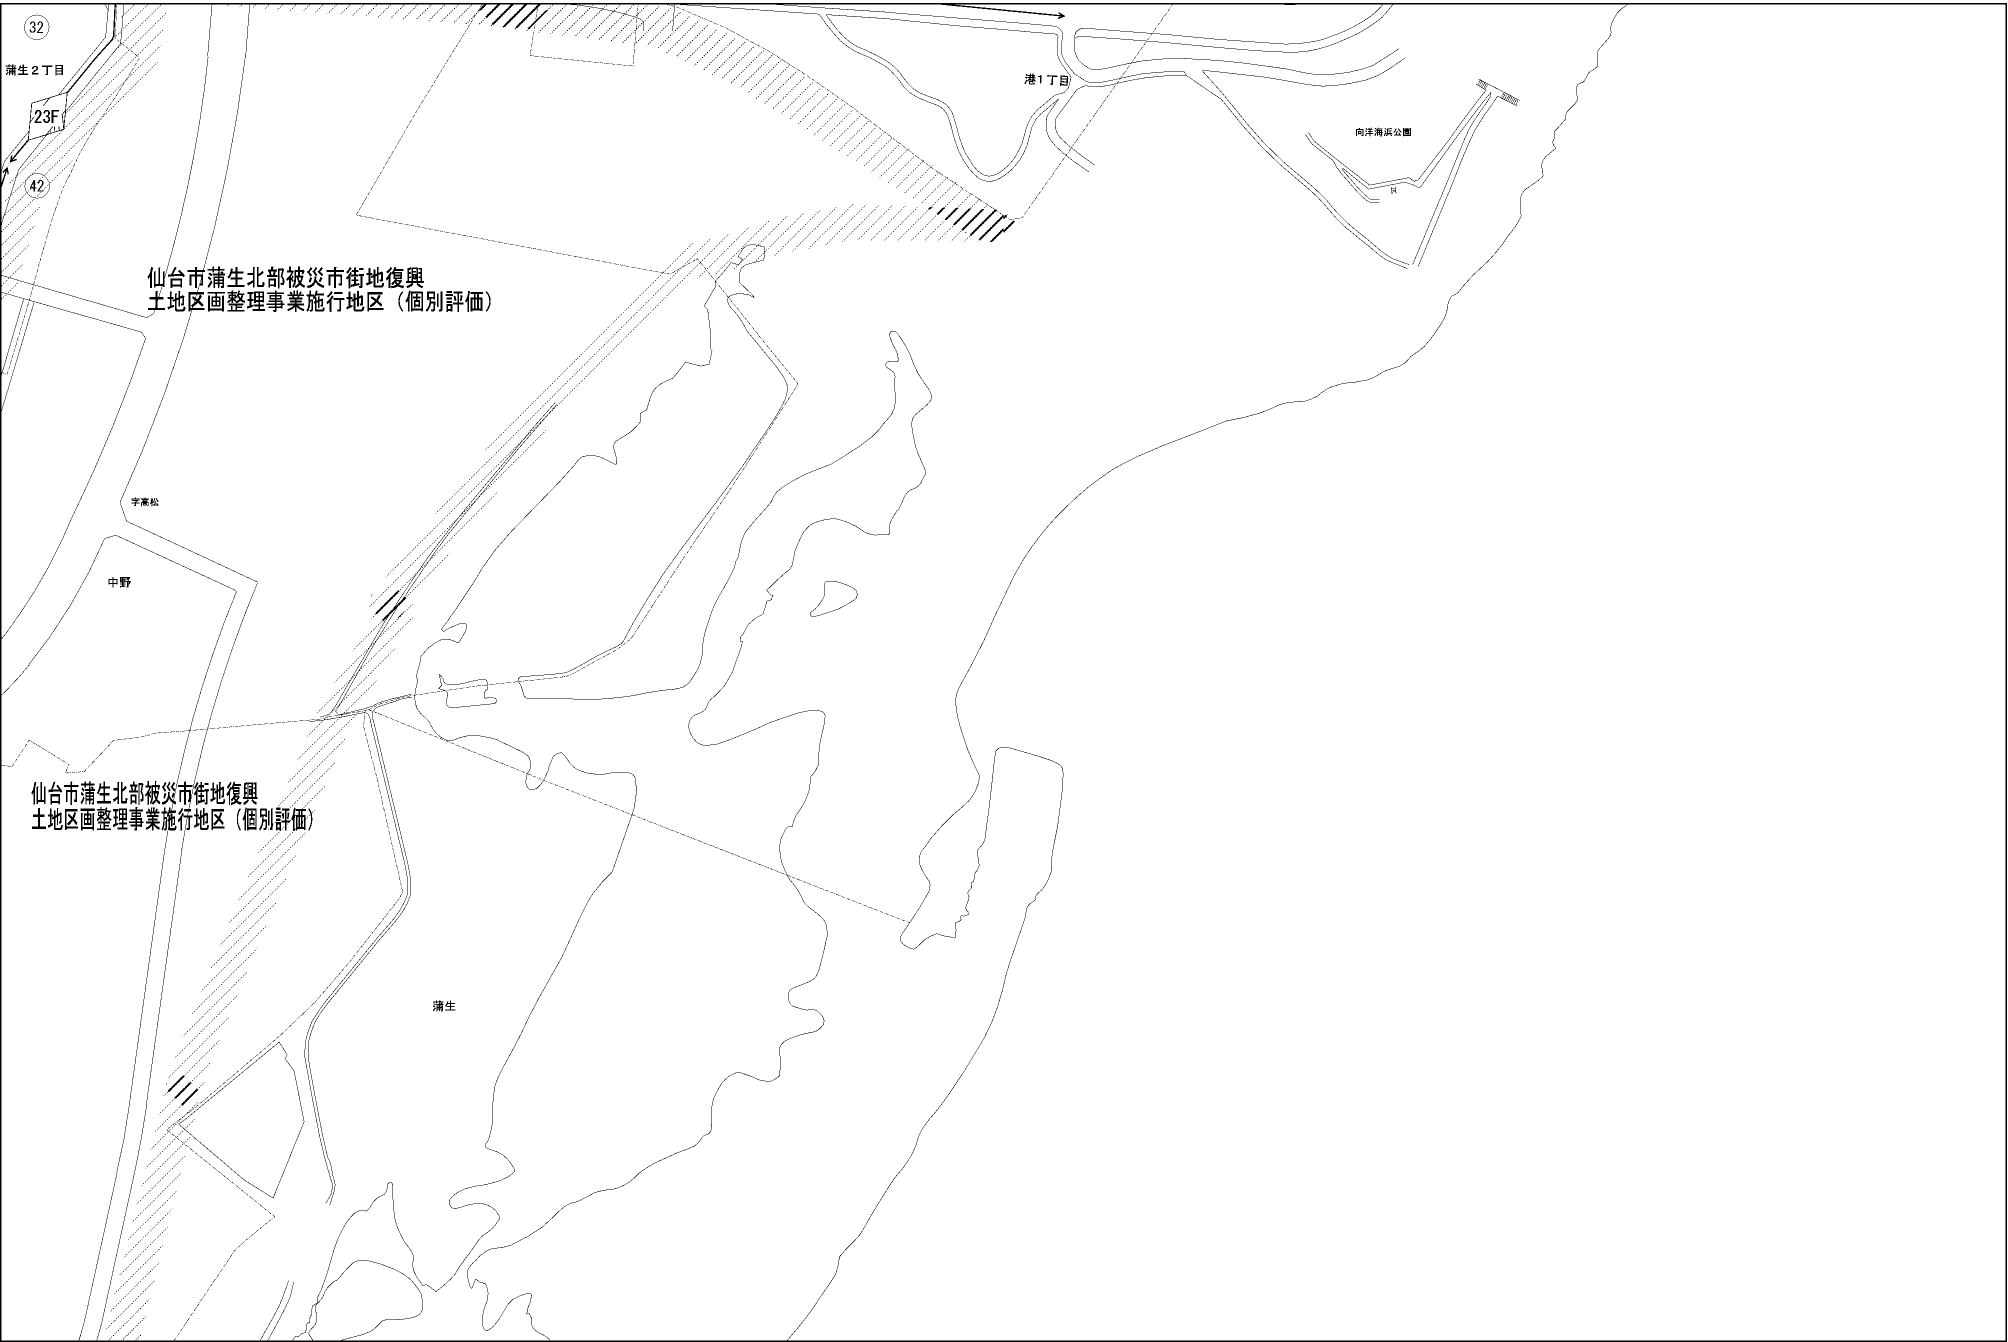 32
蒲生２丁目
23F
42
港1丁目
向洋海浜公園
仙台市蒲生北部被災市街地復興
土地区画整理事業施行地区（個別評価）
字高松
中野
仙台市蒲生北部被災市街地復興
土地区画整理事業施行地区（個別評価）
蒲生